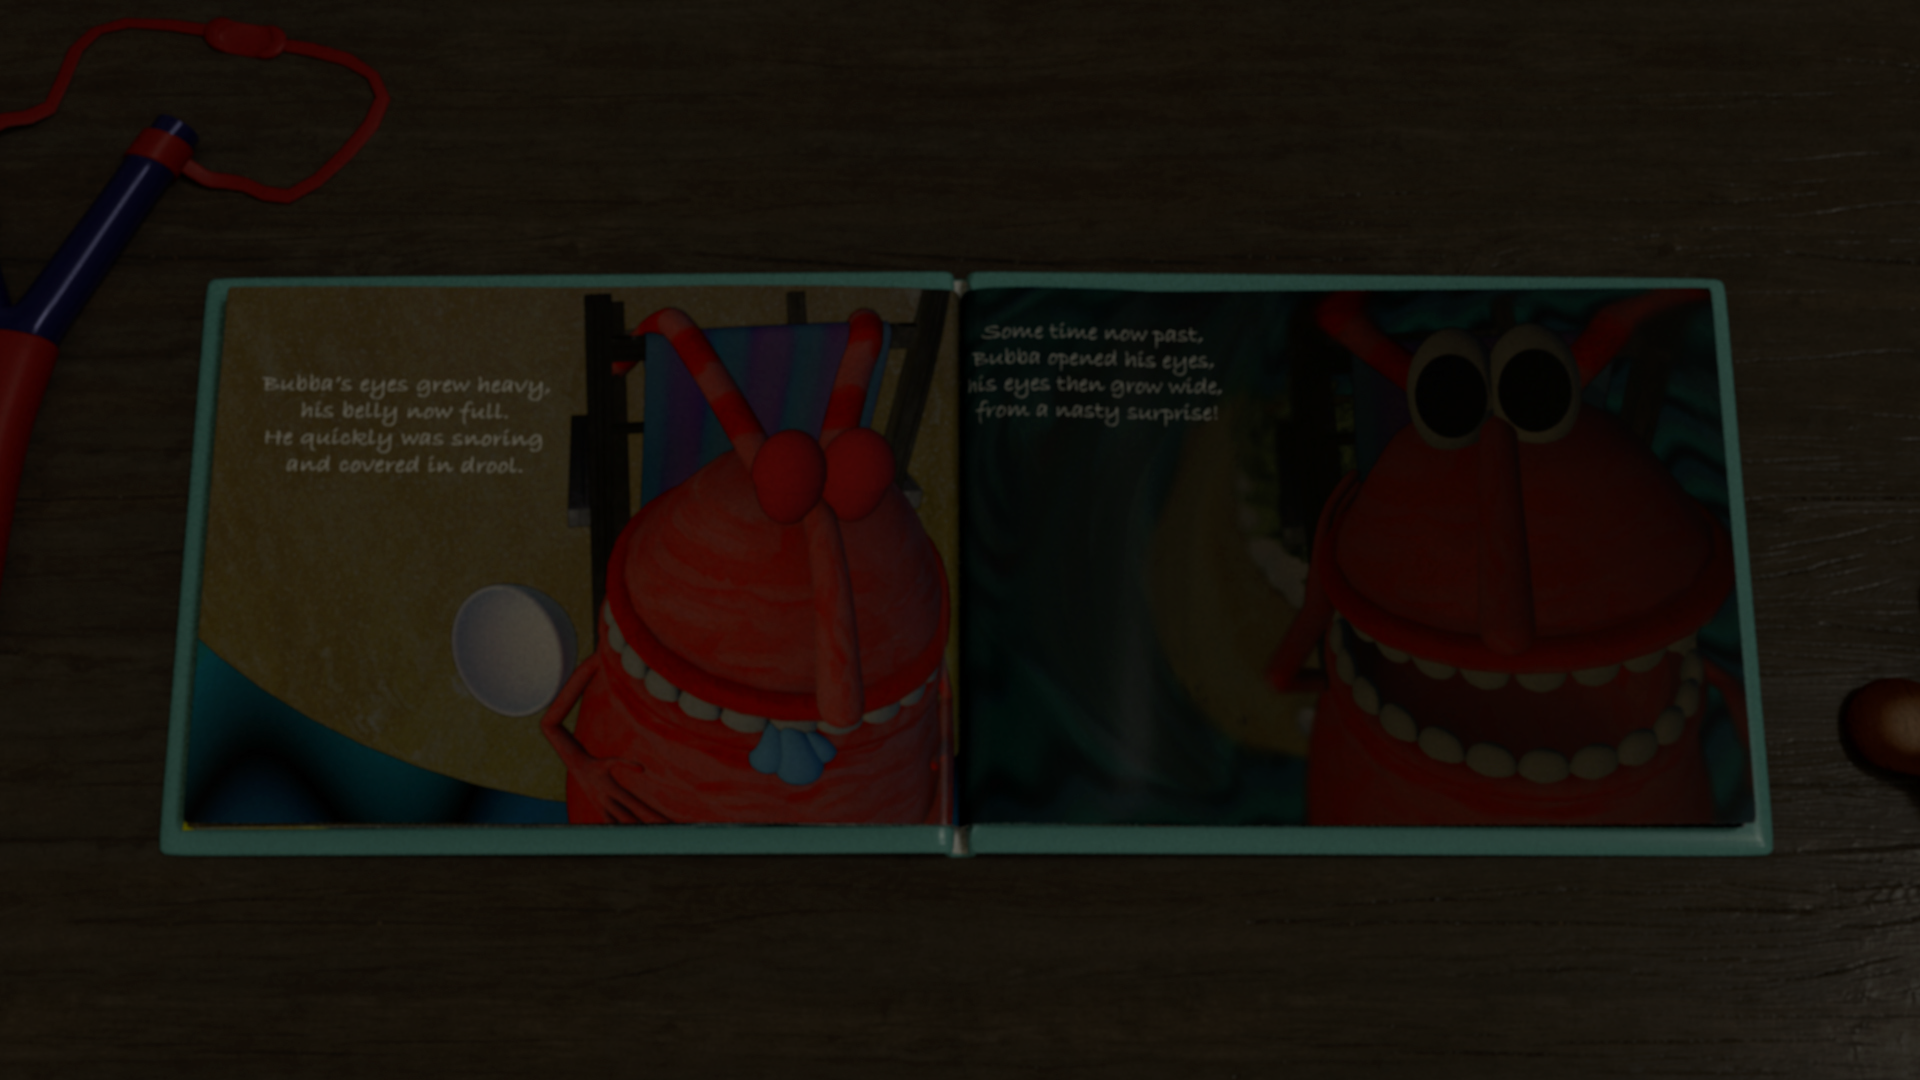 Bubba's eyes grew heavy,
his belly now full.
He quickly was snoring
and covered in drool.
Some time now past,
Bubba opened his eyes,
his eyes then grow wide,
from a nasty surprise!